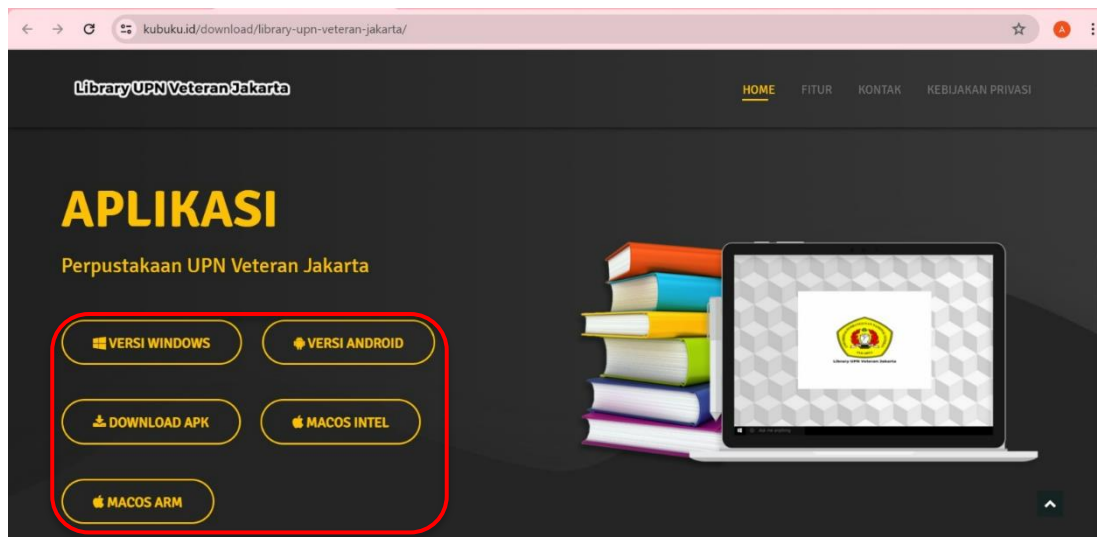 kubuku.id/download/library-upn-veteran-jakarta/
A
Library UPN Veteran Jakarta
HOME FITUR KONTAK KEBIJAKAN PRIVASI
APLIKASI
Perpustakaan UPN Veteran Jakarta
VERSI WINDOWS VERSI ANDROID
DOWNLOAD APK MACOS INTEL
MACOS ARM
Library UPN Veteran Jakarta